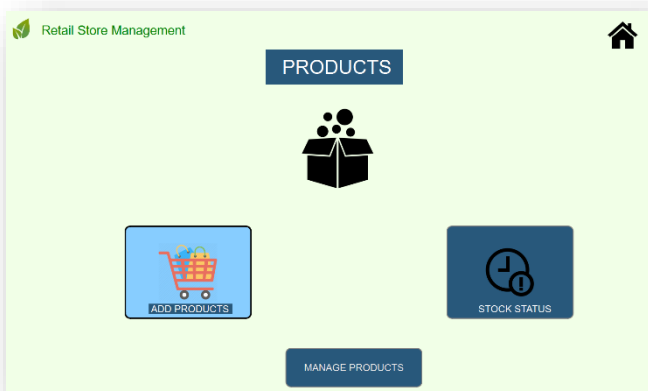 Retail Store Management
PRODUCTS
ADD PRODUCTS
STOCK STATUS
MANAGE PRODUCTS